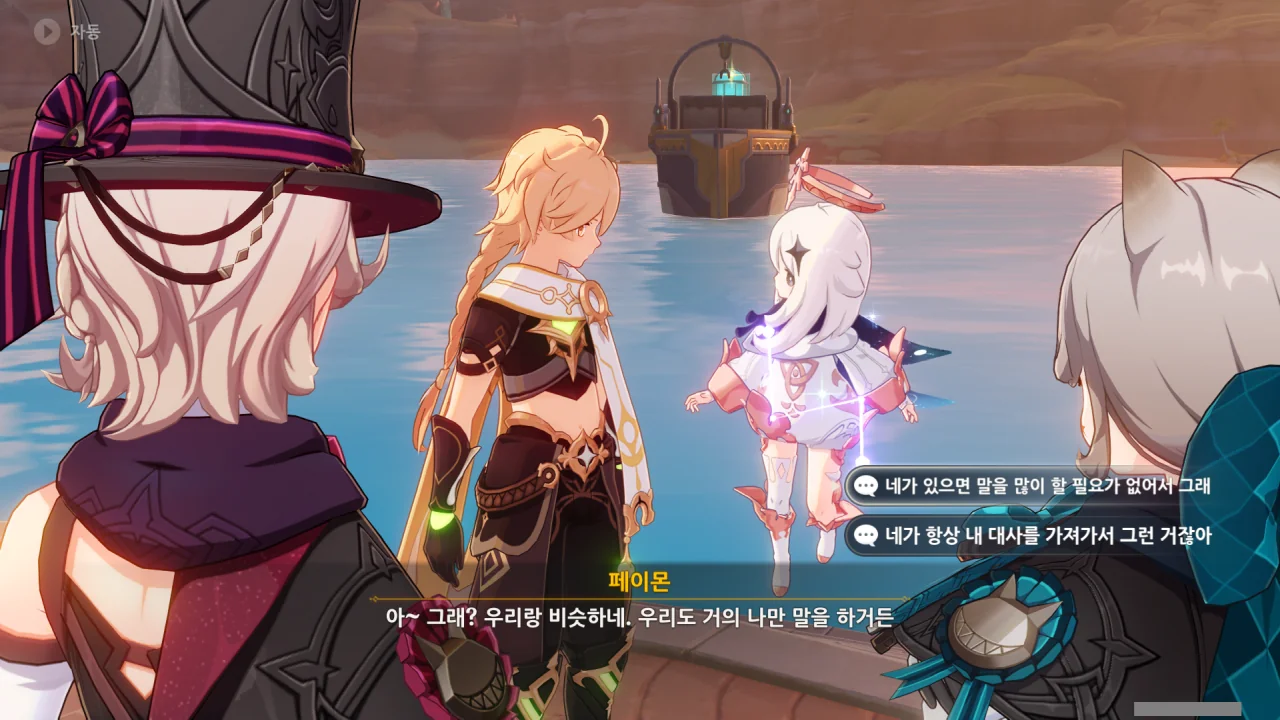 자동
네가 있으면 말을 많이 할 필요가 없어서 그래
네가 항상 내 대사를 가져가서 그런 거잖아
페이몬
아~ 그래? 우리랑 비슷하네. 우리도 거의 나만 말을 하거든